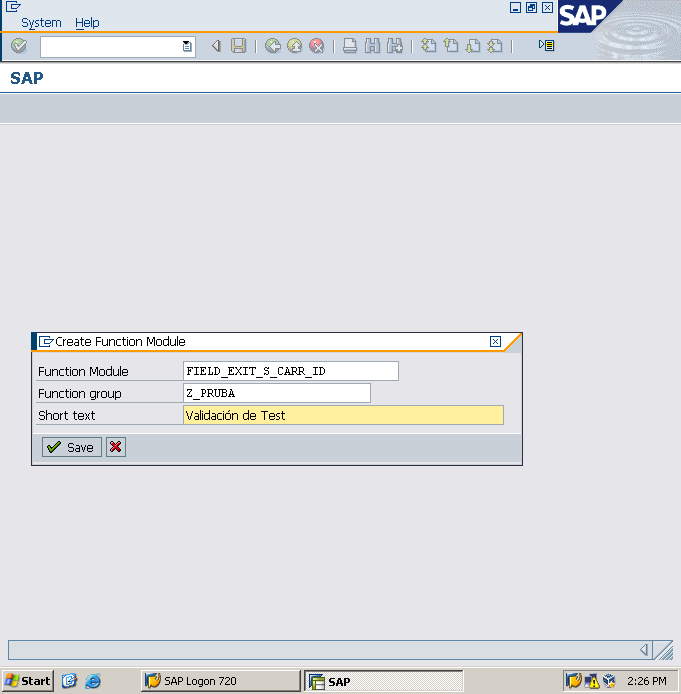 System Help
SAP
SAP
Create Function Module
Function Module FIELD_EXIT_S_CARR_ID
Function group Z_PRUBA
Short text Validación de Test
Save
Start SAP Logon 720 SAP 2:26 PM